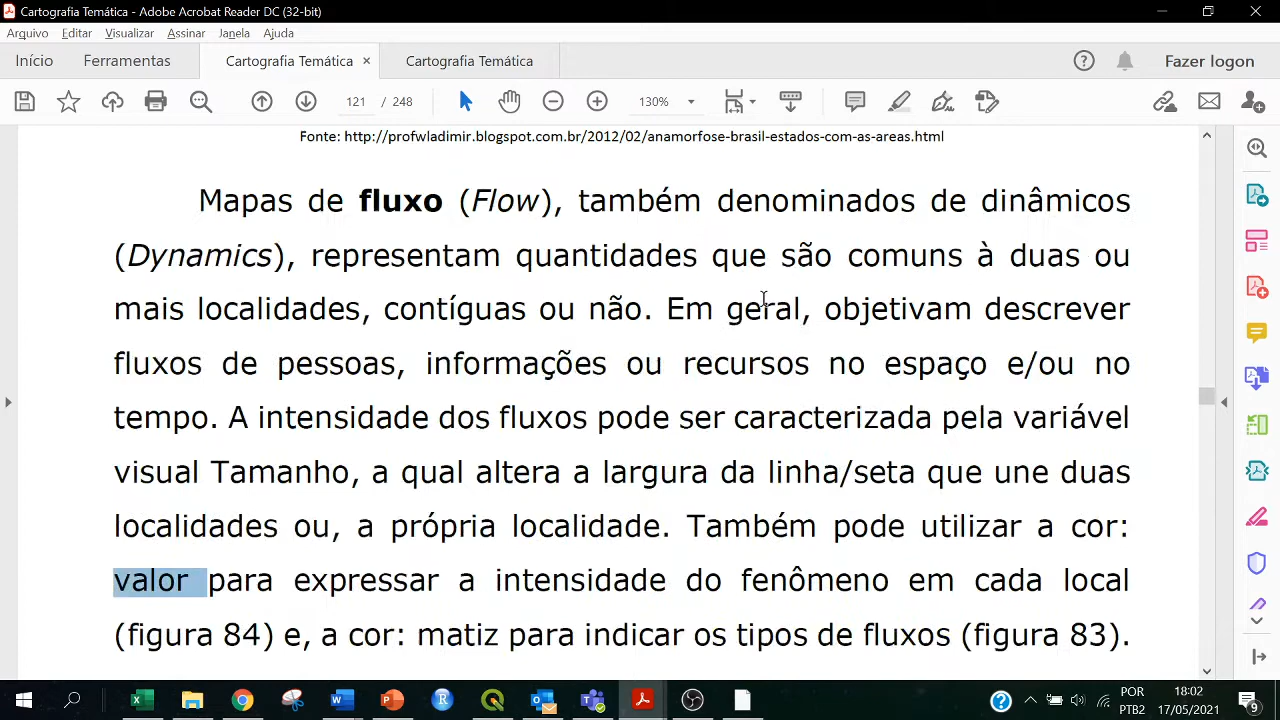 Cartografia Temática - Adobe Acrobat Reader DC (32-bit)
Arquivo Editar Visualizar Assinar Janela Ajuda
Início Ferramentas Cartografia Temática × Cartografia Temática Fazer logon
121 / 248 130%
Fonte: http://profwladimir.blogspot.com.br/2012/02/anamorfose-brasil-estados-com-as-areas.html
Mapas de fluxo (Flow), também denominados de dinâmicos
(Dynamics), representam quantidades que são comuns à duas ou
mais localidades, contíguas ou não. Em geral, objetivam descrever
fluxos de pessoas, informações ou recursos no espaço e/ou no
tempo. A intensidade dos fluxos pode ser caracterizada pela variável
visual Tamanho, a qual altera a largura da linha/seta que une duas
localidades ou, a própria localidade. Também pode utilizar a cor:
valor para expressar a intensidade do fenômeno em cada local
(figura 84) e, a cor: matiz para indicar os tipos de fluxos (figura 83).
POR 18:02
PTB2 17/05/2021 9